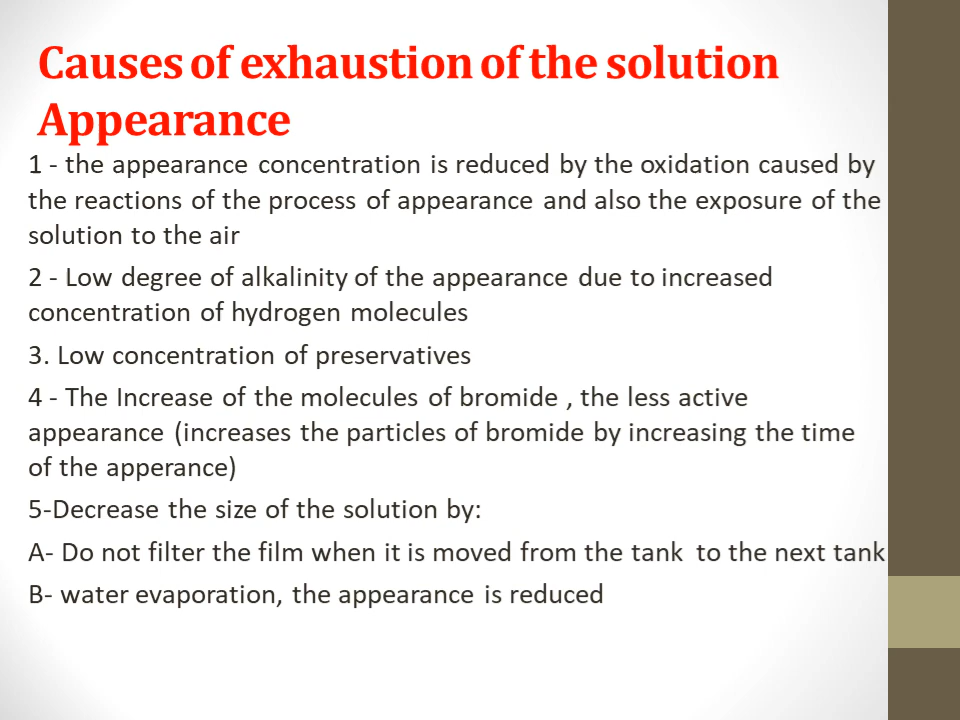 Causes of exhaustion of the solution
Appearance
1 - the appearance concentration is reduced by the oxidation caused by
the reactions of the process of appearance and also the exposure of the
solution to the air
2 - Low degree of alkalinity of the appearance due to increased
concentration of hydrogen molecules
3. Low concentration of preservatives
4 - The Increase of the molecules of bromide , the less active
appearance (increases the particles of bromide by increasing the time
of the apperance)
5-Decrease the size of the solution by:
A- Do not filter the film when it is moved from the tank to the next tank
B- water evaporation, the appearance is reduced